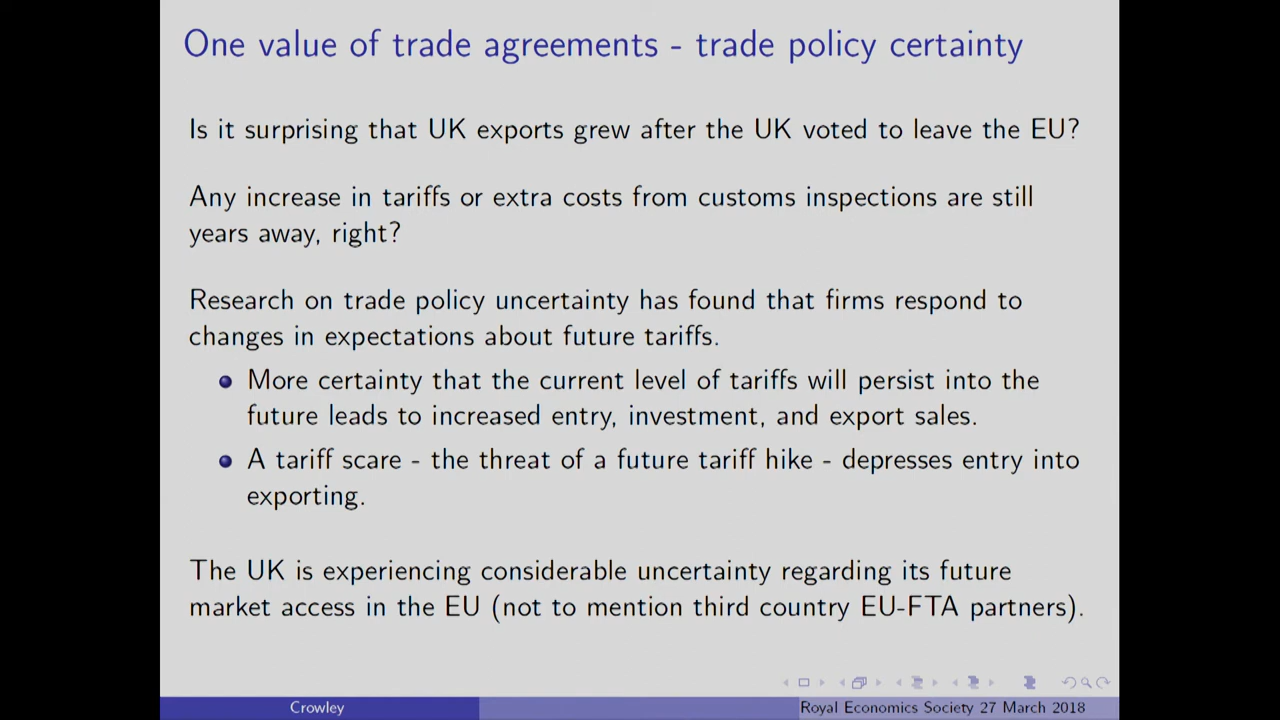 One value of trade agreements - trade policy certainty
Is it surprising that UK exports grew after the UK voted to leave the EU?
Any increase in tariffs or extra costs from customs inspections are still
years away, right?
Research on trade policy uncertainty has found that firms respond to
changes in expectations about future tariffs.
More certainty that the current level of tariffs will persist into the
future leads to increased entry, investment, and export sales.
A tariff scare - the threat of a future tariff hike - depresses entry into
exporting.
The UK is experiencing considerable uncertainty regarding its future
market access in the EU (not to mention third country EU-FTA partners).
Crowley
Royal Economics Society 27 March 2018